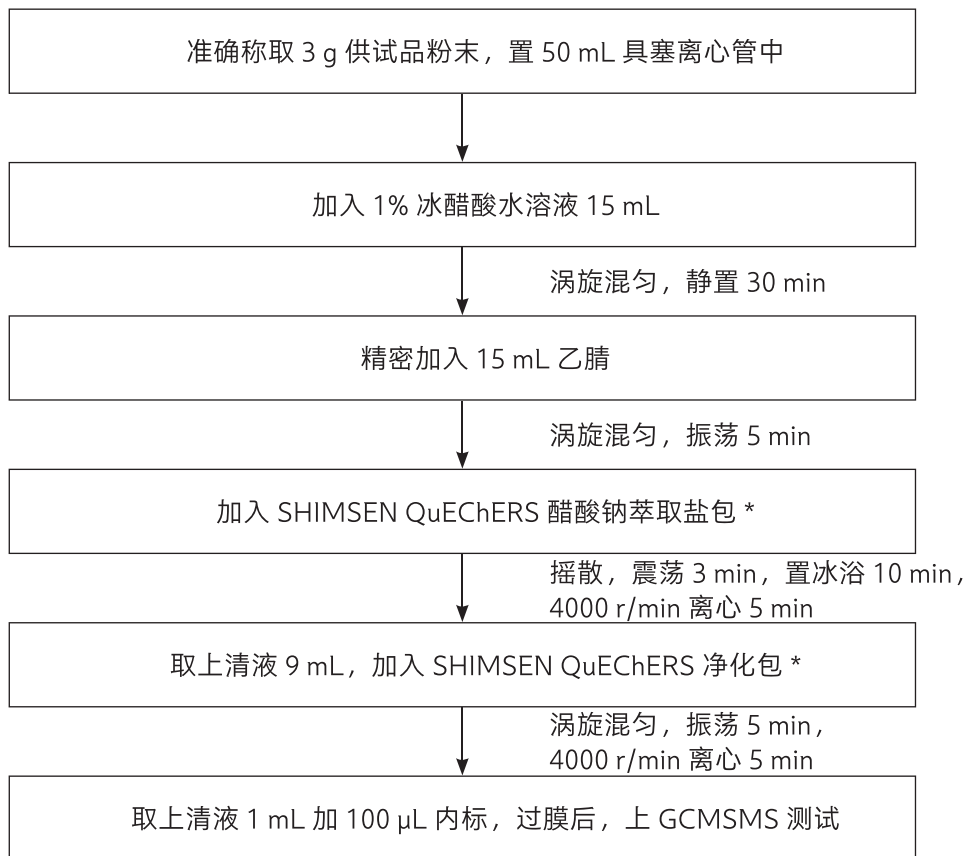 准确称取 3 g 供试品粉末，置 50 mL 具塞离心管中
加入 1% 冰醋酸水溶液 15 mL
涡旋混匀，静置 30 min
精密加入 15 mL 乙腈
涡旋混匀，振荡 5 min
加入 SHIMSEN QuEChERS 醋酸钠萃取盐包 *
摇散，震荡 3 min，置冰浴 10 min，
4000 r/min 离心 5 min
取上清液 9 mL，加入 SHIMSEN QuEChERS 净化包 *
涡旋混匀，振荡 5 min，
4000 r/min 离心 5 min
取上清液 1 mL 加 100 μL 内标，过膜后，上 GCMSMS 测试